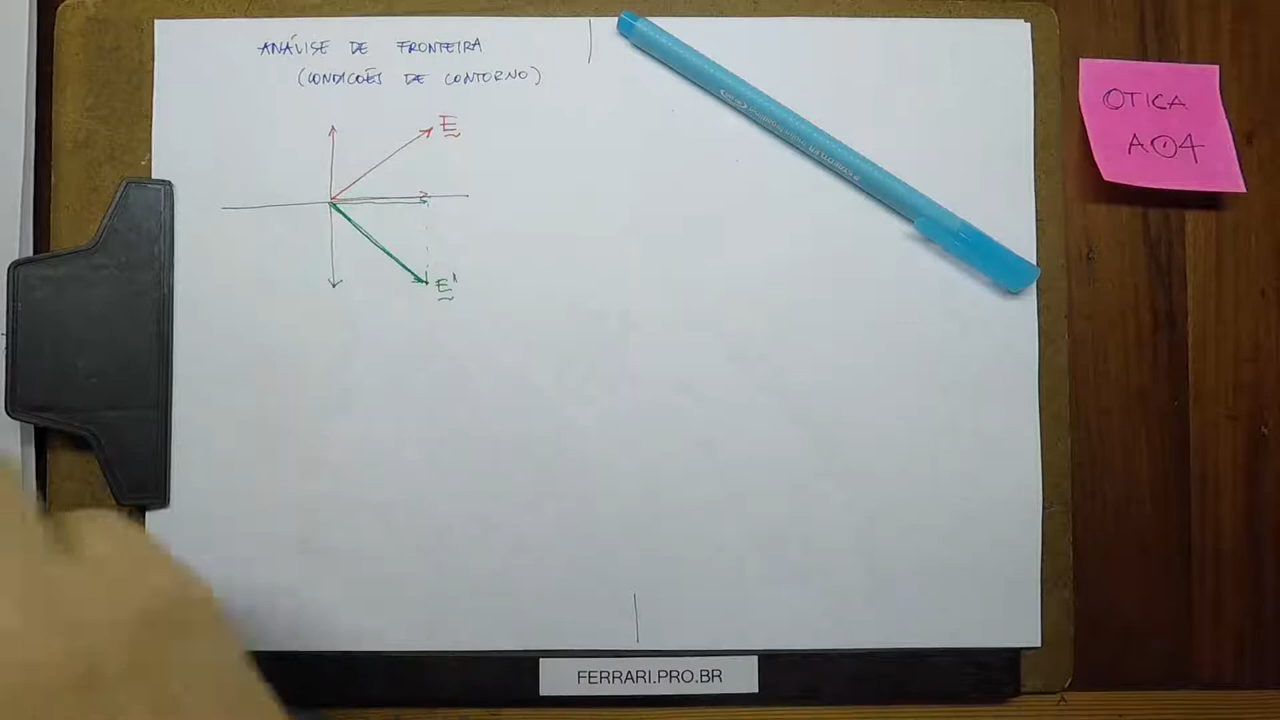 ANÁLISE DE FRONTEIRA
(CONDIÇÕES DE CONTORNO)
E
E'
OTICA
A04
FERRARI.PRO.BR